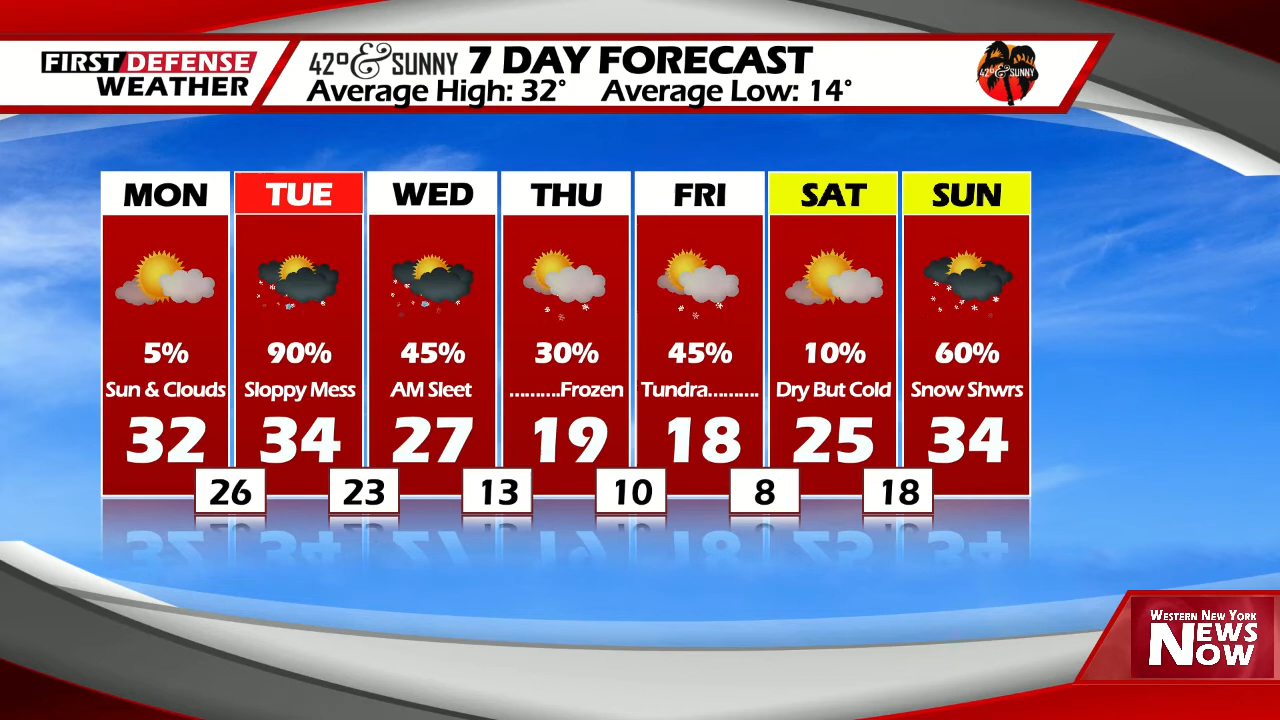 FIRST DEFENSE
WEATHER
42° & SUNNY 7 DAY FORECAST
Average High: 32° Average Low: 14°
42° & SUNNY
MON TUE WED THU FRI SAT SUN
5% 90% 45% 30% 45% 10% 60%
Sun & Clouds Sloppy Mess AM Sleet ..........Frozen Tundra.......... Dry But Cold Snow Shwrs
32 34 27 19 18 25 34
26 23 13 10 8 18
WESTERN NEW YORK
NEWS
NOW